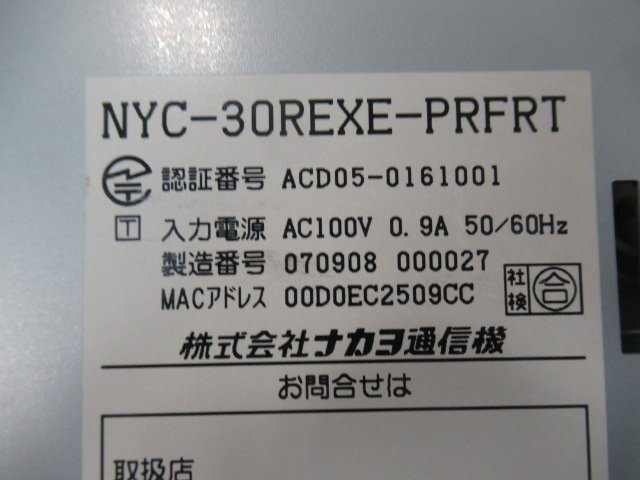 NYC-30REXE-PRFRT
認証番号 ACD05-0161001
T 入力電源 AC100V 0.9A 50/60Hz
製造番号 070908 000027
MACアドレス 00D0EC2509CC
社検 合
株式会社ナカヨ通信機
お問合せは
取扱店